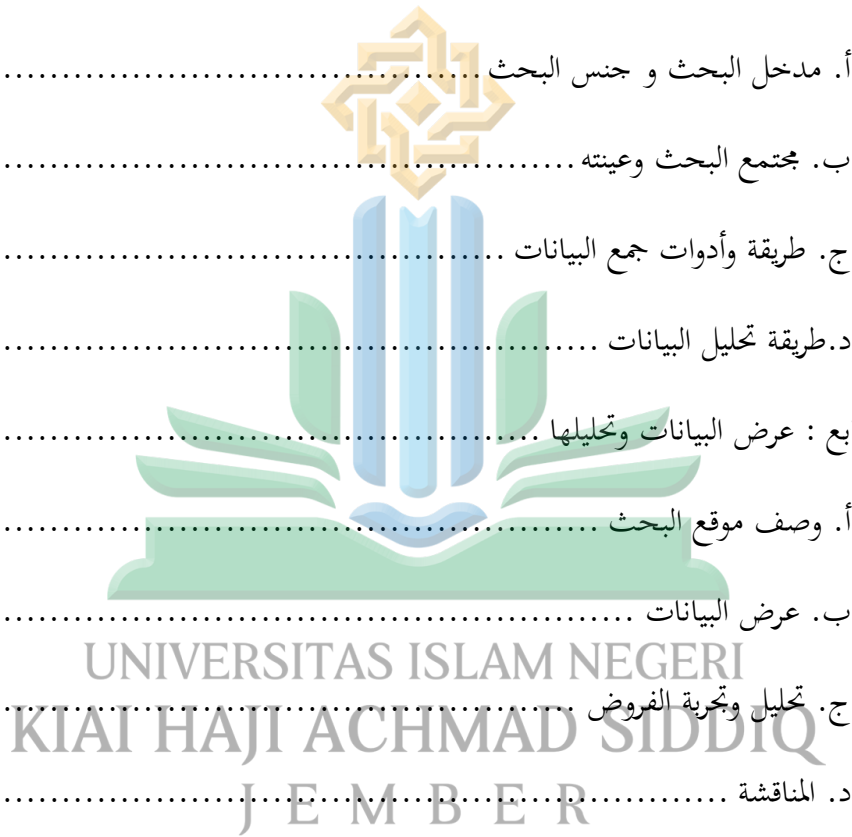 أ. مدخل البحث و جنس البحث ........................................
ب. مجتمع البحث وعينته ................................................
ج. طريقة وأدوات جمع البيانات ..........................................
د.طريقة تحليل البيانات ..................................................
بع : عرض البيانات وتحليلها .............................................
أ. وصف موقع البحث ..................................................
ب. عرض البيانات .....................................................
UNIVERSITAS ISLAM NEGERI
ج. تحليل وتجربة الفروض ................................................
KIAI HAJI ACHMAD SIDDIQ
د. المناقشة .............................................................
J E M B E R